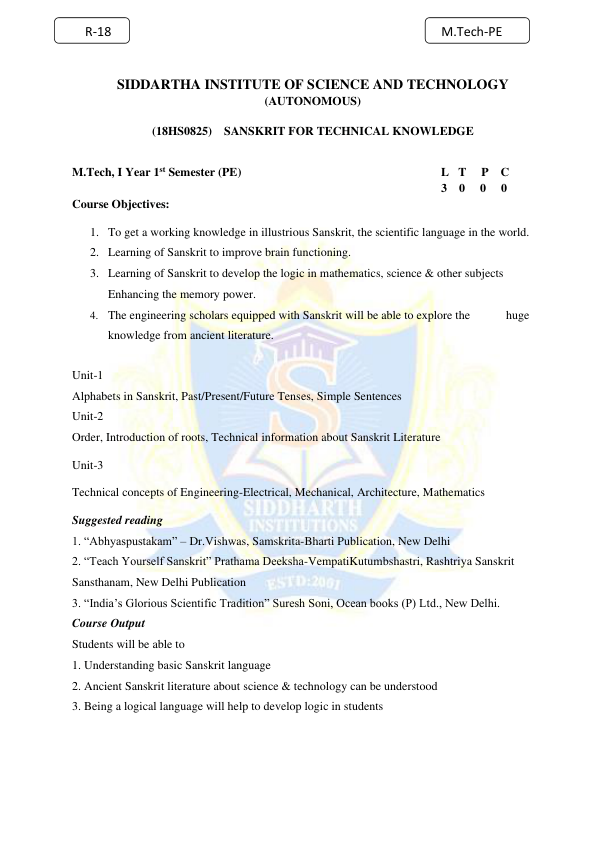 R-18
M.Tech-PE
SIDDARTHA INSTITUTE OF SCIENCE AND TECHNOLOGY
(AUTONOMOUS)
(18HS0825) SANSKRIT FOR TECHNICAL KNOWLEDGE
M.Tech, I Year 1st Semester (PE) L T P C
3 0 0 0
Course Objectives:
1. To get a working knowledge in illustrious Sanskrit, the scientific language in the world.
2. Learning of Sanskrit to improve brain functioning.
3. Learning of Sanskrit to develop the logic in mathematics, science & other subjects
Enhancing the memory power.
4. The engineering scholars equipped with Sanskrit will be able to explore the huge
knowledge from ancient literature.
Unit-1
Alphabets in Sanskrit, Past/Present/Future Tenses, Simple Sentences
Unit-2
Order, Introduction of roots, Technical information about Sanskrit Literature
Unit-3
Technical concepts of Engineering-Electrical, Mechanical, Architecture, Mathematics
SIDDHARTH
INSTITUTIONS
Suggested reading
1. “Abhyaspustakam” – Dr.Vishwas, Samskrita-Bharti Publication, New Delhi
2. “Teach Yourself Sanskrit” Prathama Deeksha-VempatiKutumbshastri, Rashtriya Sanskrit
Sansthanam, New Delhi Publication
ESTD:2001
3. “India’s Glorious Scientific Tradition” Suresh Soni, Ocean books (P) Ltd., New Delhi.
Course Output
Students will be able to
1. Understanding basic Sanskrit language
2. Ancient Sanskrit literature about science & technology can be understood
3. Being a logical language will help to develop logic in students